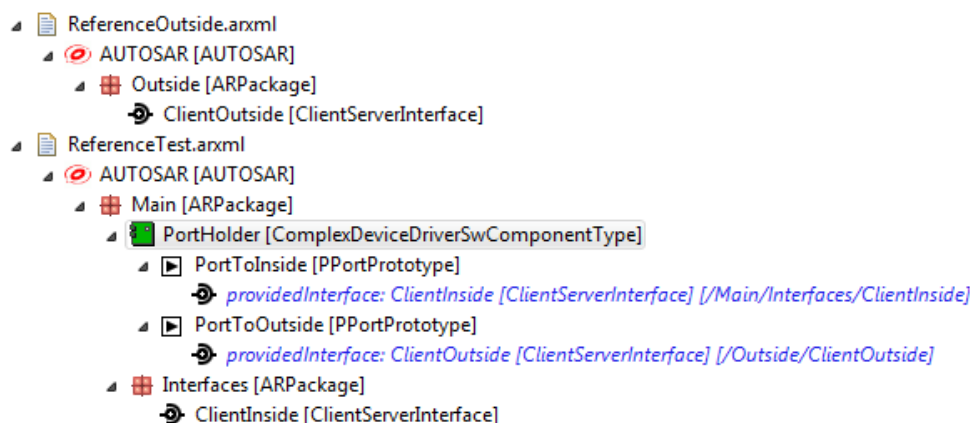 ReferenceOutside.arxml
AUTOSAR [AUTOSAR]
Outside [ARPackage]
ClientOutside [ClientServerInterface]
ReferenceTest.arxml
AUTOSAR [AUTOSAR]
Main [ARPackage]
PortHolder [ComplexDeviceDriverSwComponentType]
PortToInside [PPortPrototype]
providedInterface: ClientInside [ClientServerInterface] [/Main/Interfaces/ClientInside]
PortToOutside [PPortPrototype]
providedInterface: ClientOutside [ClientServerInterface] [/Outside/ClientOutside]
Interfaces [ARPackage]
ClientInside [ClientServerInterface]